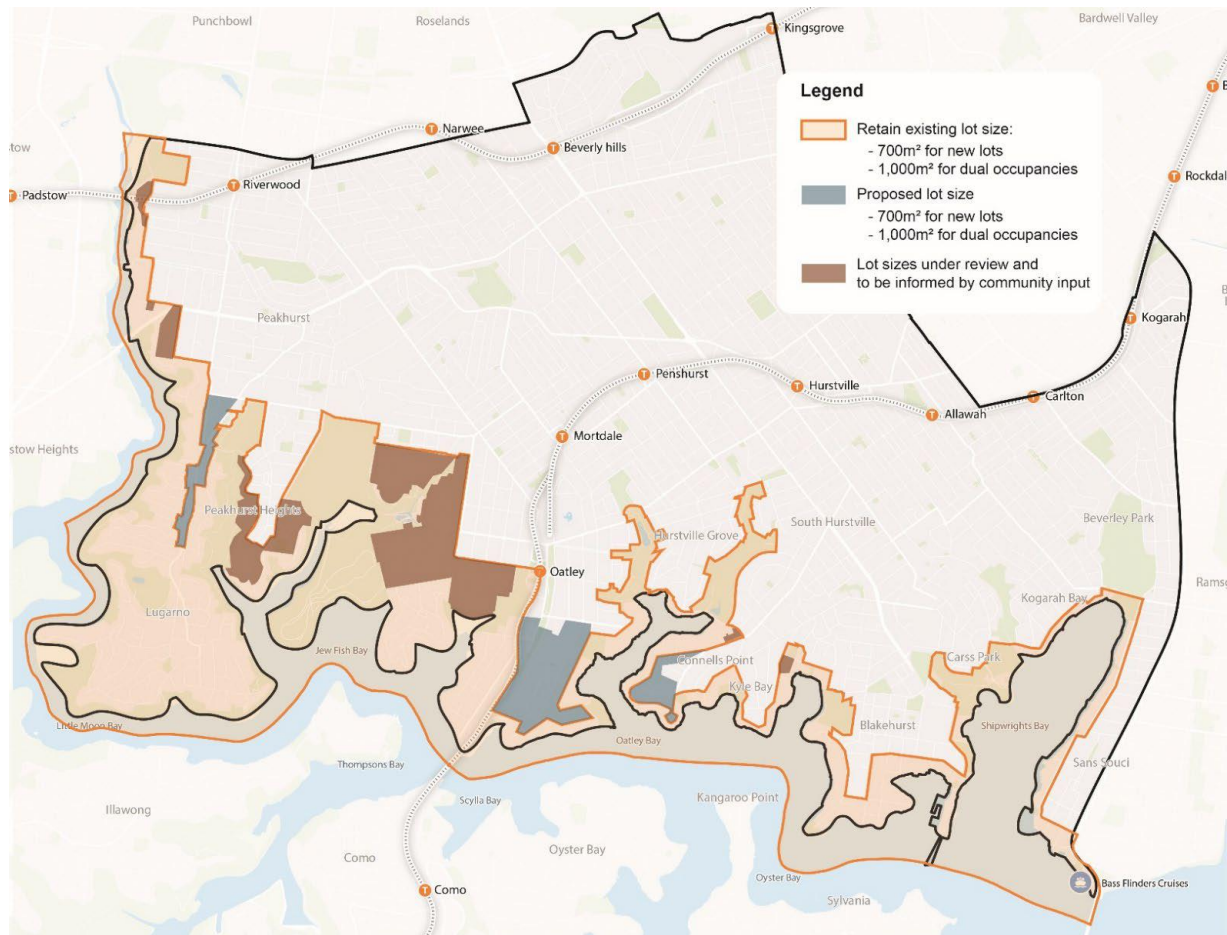 Punchbowl
Roselands
Bardwell Valley
T Kingsgrove
T
Legend
Retain existing lot size:
- 700m² for new lots
- 1,000m² for dual occupancies
Proposed lot size
- 700m² for new lots
- 1,000m² for dual occupancies
Lot sizes under review and
to be informed by community input
T Narwee
T Beverly hills
stow
T Padstow
T Riverwood
T Rockdal
Peakhurst
T Kogarah
T Penshurst
T Hurstville
T Allawah
T Carlton
T Mortdale
stow Heights
Peakhurst Heights
Hurstville Grove
South Hurstville
Beverley Park
T Oatley
Ramsg
Lugarno
Kogarah Bay
Jew Fish Bay
Connells Point
Carss Park
Kyle Bay
Little Moon Bay
Oatley Bay
Blakehurst
Shipwrights Bay
Thompsons Bay
Sans Souci
Illawong
Scylla Bay
Kangaroo Point
Como
Oyster Bay
Oyster Bay
T Como
Sylvania
Bass Flinders Cruises